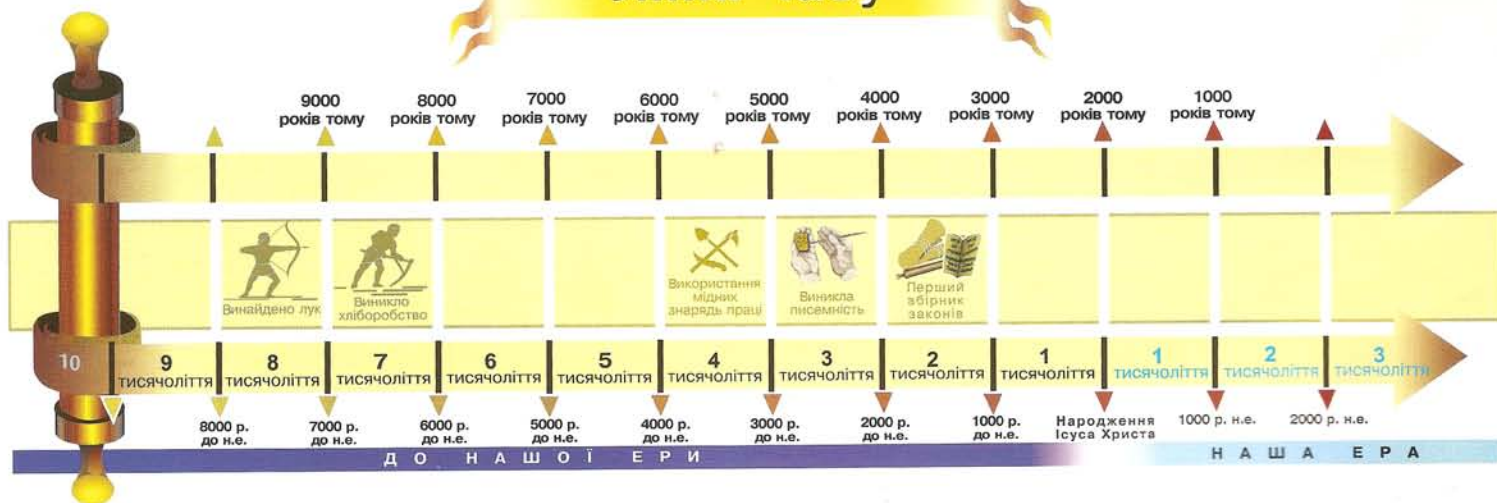 9000
років тому
8000
років тому
7000
років тому
6000
років тому
5000
років тому
4000
років тому
3000
років тому
2000
років тому
1000
років тому
Винайдено лук
Виникло
хліборобство
Використання
мідних
знарядь праці
Виникла
писемність
Перший
збірник
законів
10
9
тисячоліття
8
тисячоліття
7
тисячоліття
6
тисячоліття
5
тисячоліття
4
тисячоліття
3
тисячоліття
2
тисячоліття
1
тисячоліття
1
тисячоліття
2
тисячоліття
3
тисячоліття
8000 р.
до н.е.
7000 р.
до н.е.
6000 р.
до н.е.
5000 р.
до н.е.
4000 р.
до н.е.
3000 р.
до н.е.
2000 р.
до н.е.
1000 р.
до н.е.
Народження
Ісуса Христа
1000 р. н.е.
2000 р. н.е.
ДО НАШОЇ ЕРИ
НАША ЕРА